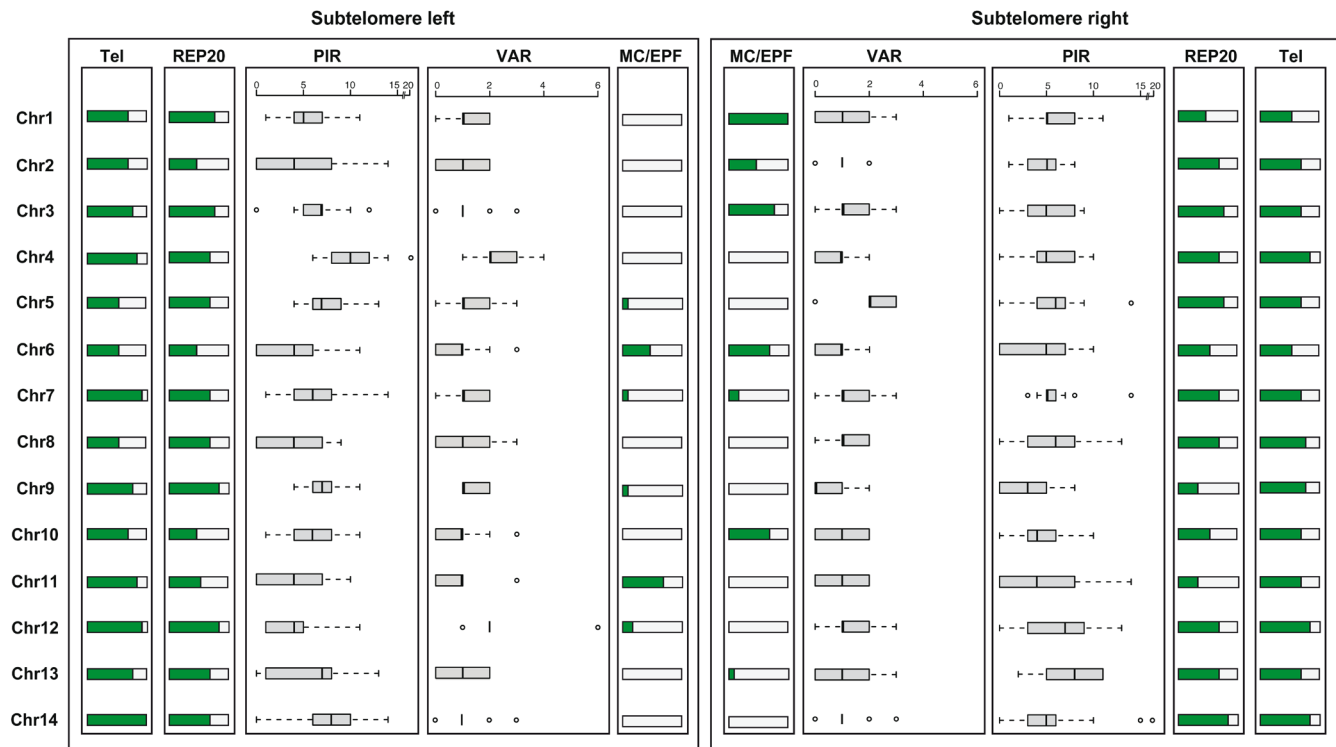 Subtelomere left Subtelomere right
Tel REP20 PIR VAR MC/EPF MC/EPF VAR PIR REP20 Tel
0 5 10 15 20 0 2 4 6 0 2 4 6 0 5 10 15 20
Chr1
Chr2
Chr3
Chr4
Chr5
Chr6
Chr7
Chr8
Chr9
Chr10
Chr11
Chr12
Chr13
Chr14